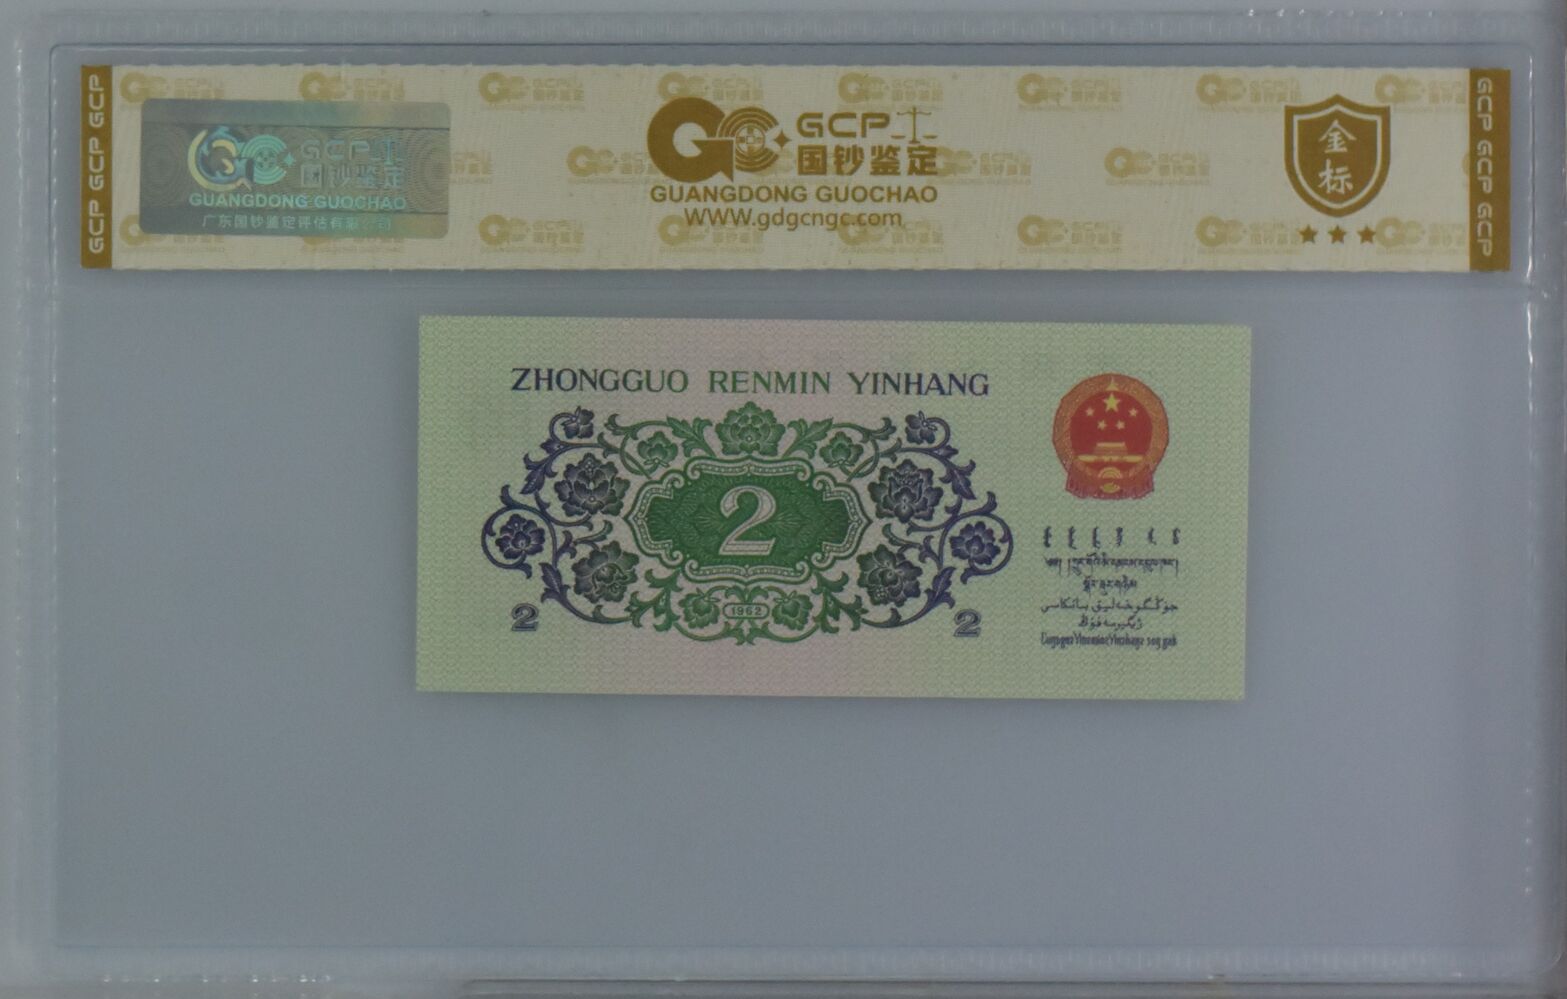 GCP GCP GCP
GCP 国钞鉴定
GUANGDONG GUOCHAO
广东国钞鉴定评估有限公司
GCP
国钞鉴定
GUANGDONG GUOCHAO
WWW.gdgcngc.com
金标
GCP GCP GCP
ZHONGGUO RENMIN YINHANG
2
1962
2
2